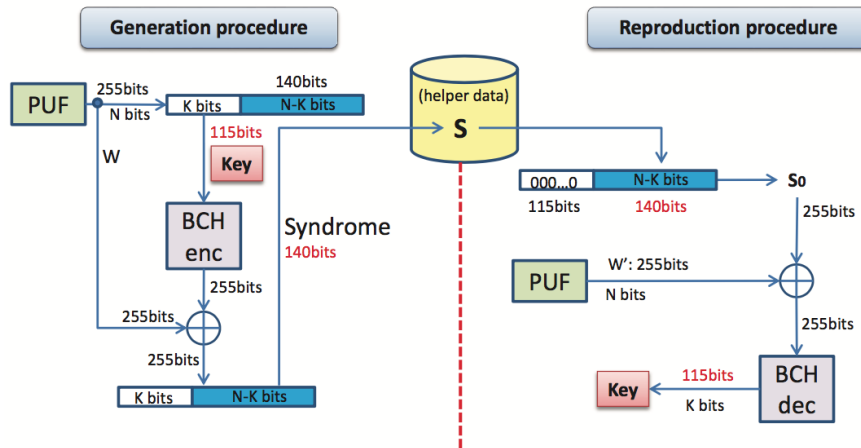 Generation procedure
Reproduction procedure
PUF
255bits
N bits
W
140bits
K bits
N-K bits
115bits
Key
BCH
enc
255bits
255bits
255bits
K bits
N-K bits
Syndrome
140bits
(helper data)
S
000...0
N-K bits
115bits
140bits
So
255bits
PUF
W': 255bits
N bits
255bits
BCH
dec
115bits
K bits
Key